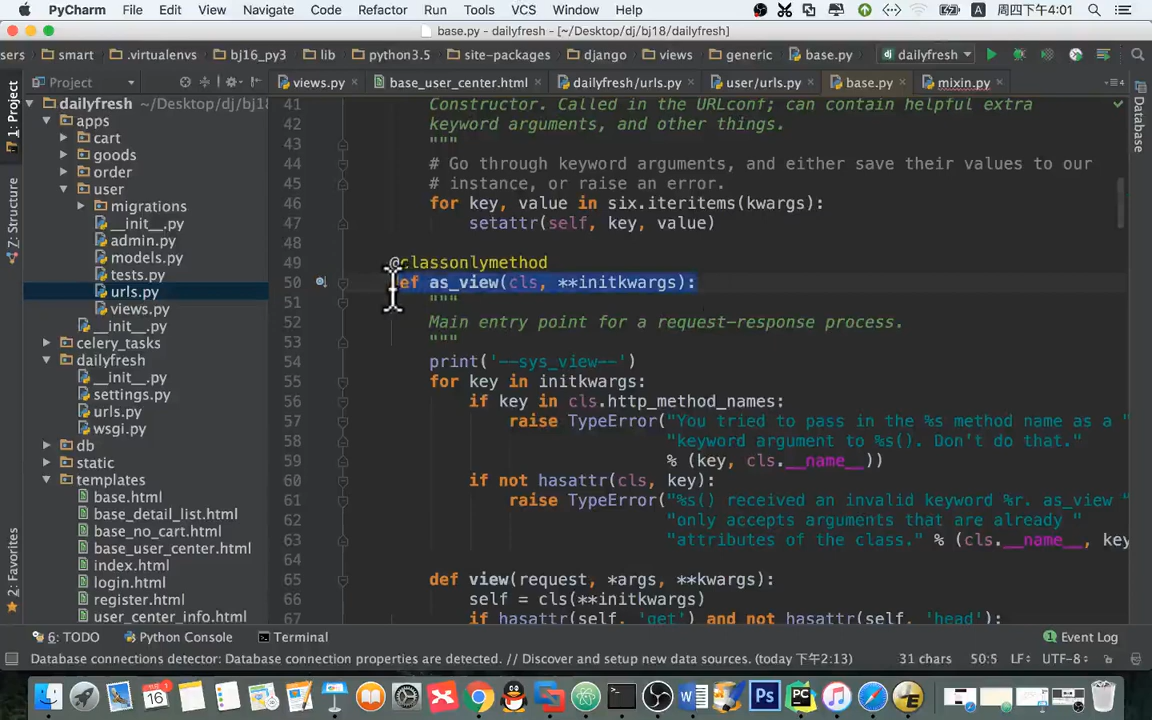 PyCharm File Edit View Navigate Code Refactor Run Tools VCS Window Help 周四下午4:01
base.py - dailyfresh - [~/Desktop/dj/bj18/dailyfresh]
sers smart .virtualenvs bj16_py3 lib python3.5 site-packages django views generic base.py dailyfresh
Project views.py base_user_center.html dailyfresh/urls.py user/urls.py base.py mixin.py
1: Project
7: Structure
2: Favorites
Database
dailyfresh ~/Desktop/dj/bj18
apps
cart
goods
order
user
migrations
__init__.py
admin.py
models.py
tests.py
urls.py
views.py
__init__.py
celery_tasks
dailyfresh
__init__.py
settings.py
urls.py
wsgi.py
db
static
templates
base.html
base_detail_list.html
base_no_cart.html
base_user_center.html
index.html
login.html
register.html
user_center_info.html
41 Constructor. Called in the URLconf; can contain helpful extra
42 keyword arguments, and other things.
43 """
44 # Go through keyword arguments, and either save their values to our
45 # instance, or raise an error.
46 for key, value in six.iteritems(kwargs):
47 setattr(self, key, value)
48
49 @classonlymethod
50 def as_view(cls, **initkwargs):
51 """
52 Main entry point for a request-response process.
53 """
54 print('--sys_view--')
55 for key in initkwargs:
56 if key in cls.http_method_names:
57 raise TypeError("You tried to pass in the %s method name as a "
58 "keyword argument to %s(). Don't do that."
59 % (key, cls.__name__))
60 if not hasattr(cls, key):
61 raise TypeError("%s() received an invalid keyword %r. as_view "
62 "only accepts arguments that are already "
63 "attributes of the class." % (cls.__name__, key
64
65 def view(request, *args, **kwargs):
66 self = cls(**initkwargs)
67 if hasattr(self, 'get') and not hasattr(self, 'head'):
6: TODO Python Console Terminal 1 Event Log
Database connections detector: Database connection properties are detected. // Discover and setup new data sources. (today 下午2:13) 31 chars 50:5 LF÷ UTF-8÷
16
Ps
PC